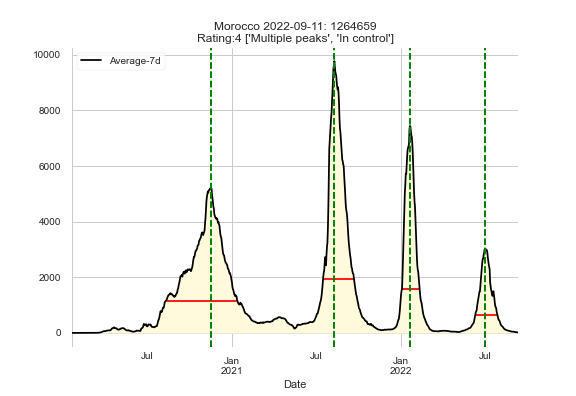 Morocco 2022-09-11: 1264659
Rating:4 ['Multiple peaks', 'In control']
Average-7d
10000
8000
6000
4000
2000
0
Jul
Jan
2021
Jul
Jan
2022
Jul
Date